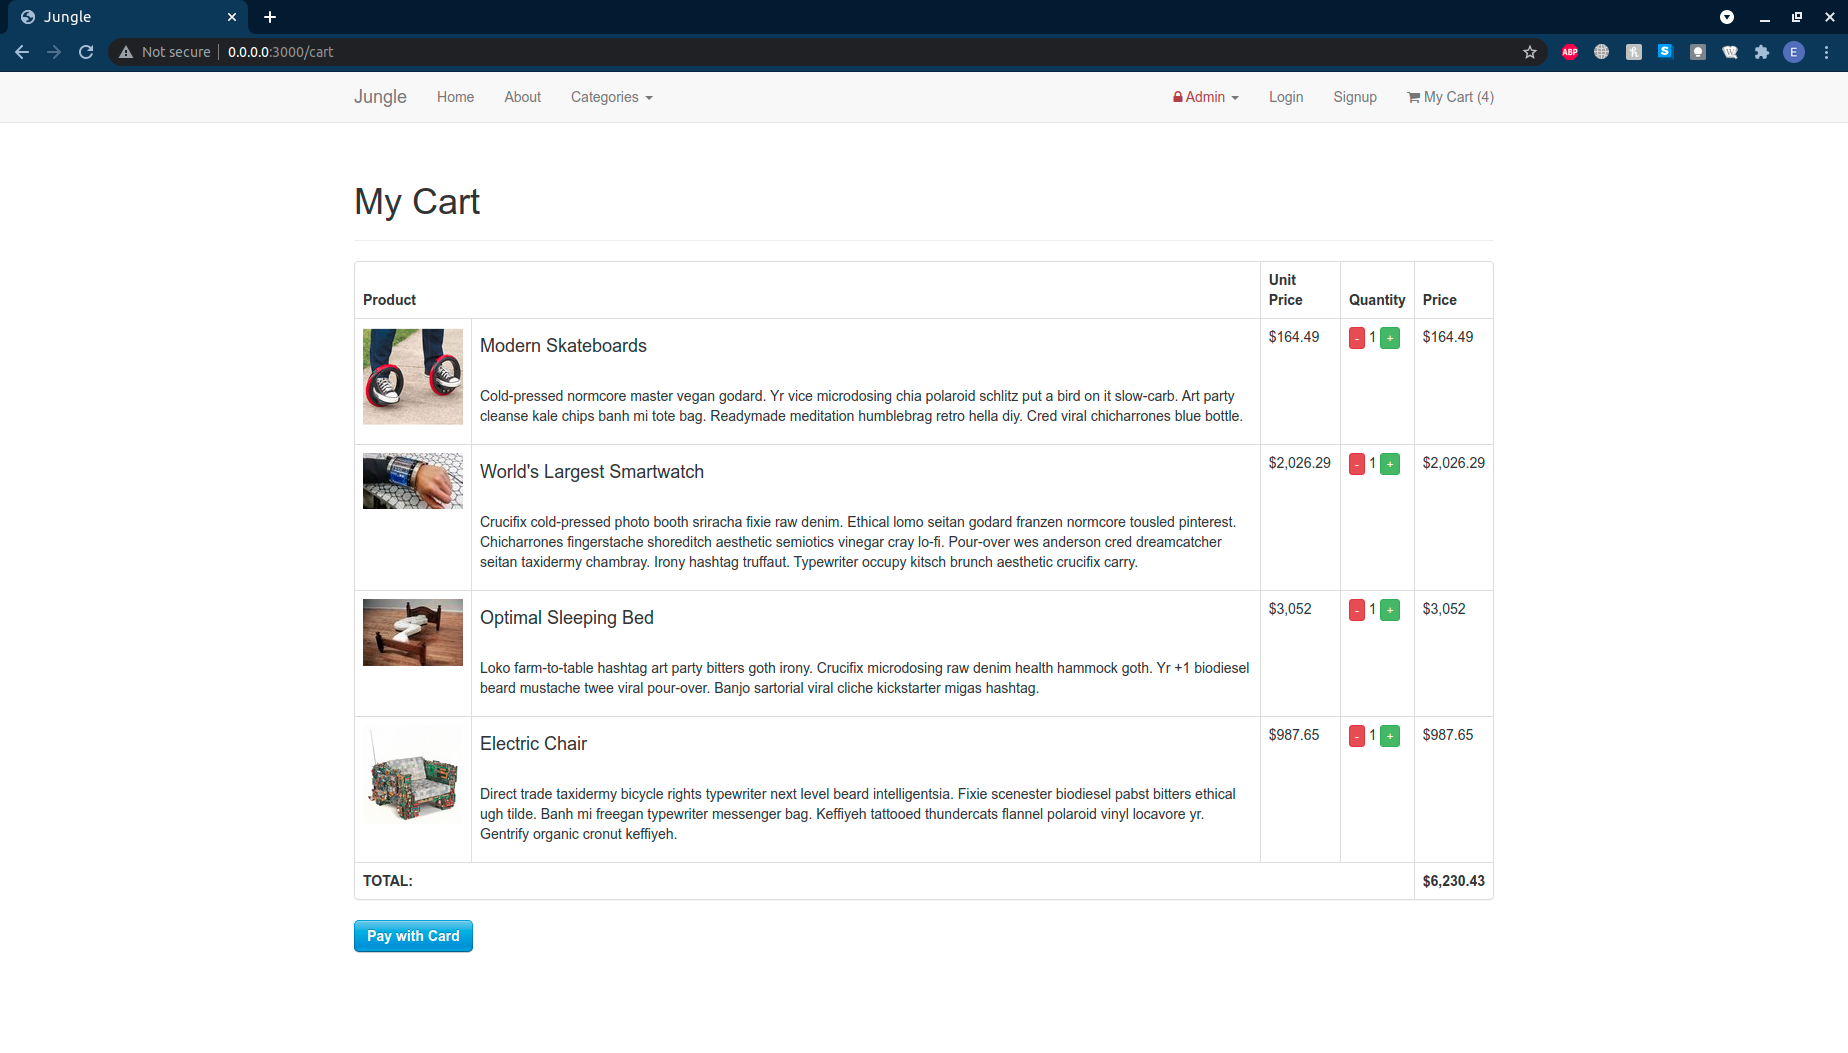 Jungle
Not secure 0.0.0.0:3000/cart
ABP
S
E
Jungle Home About Categories Admin Login Signup My Cart (4)
My Cart
Product Unit Price Quantity Price
Modern Skateboards $164.49 - 1 + $164.49
Cold-pressed normcore master vegan godard. Yr vice microdosing chia polaroid schlitz put a bird on it slow-carb. Art party
cleanse kale chips banh mi tote bag. Readymade meditation humblebrag retro hella diy. Cred viral chicharrones blue bottle.
World's Largest Smartwatch $2,026.29 - 1 + $2,026.29
Crucifix cold-pressed photo booth sriracha fixie raw denim. Ethical lomo seitan godard franzen normcore tousled pinterest.
Chicharrones fingerstache shoreditch aesthetic semiotics vinegar cray lo-fi. Pour-over wes anderson cred dreamcatcher
seitan taxidermy chambray. Irony hashtag truffaut. Typewriter occupy kitsch brunch aesthetic crucifix carry.
Optimal Sleeping Bed $3,052 - 1 + $3,052
Loko farm-to-table hashtag art party bitters goth irony. Crucifix microdosing raw denim health hammock goth. Yr +1 biodiesel
beard mustache twee viral pour-over. Banjo sartorial viral cliche kickstarter migas hashtag.
Electric Chair $987.65 - 1 + $987.65
Direct trade taxidermy bicycle rights typewriter next level beard intelligentsia. Fixie scenester biodiesel pabst bitters ethical
ugh tilde. Banh mi freegan typewriter messenger bag. Keffiyeh tattooed thundercats flannel polaroid vinyl locavore yr.
Gentrify organic cronut keffiyeh.
TOTAL: $6,230.43
Pay with Card